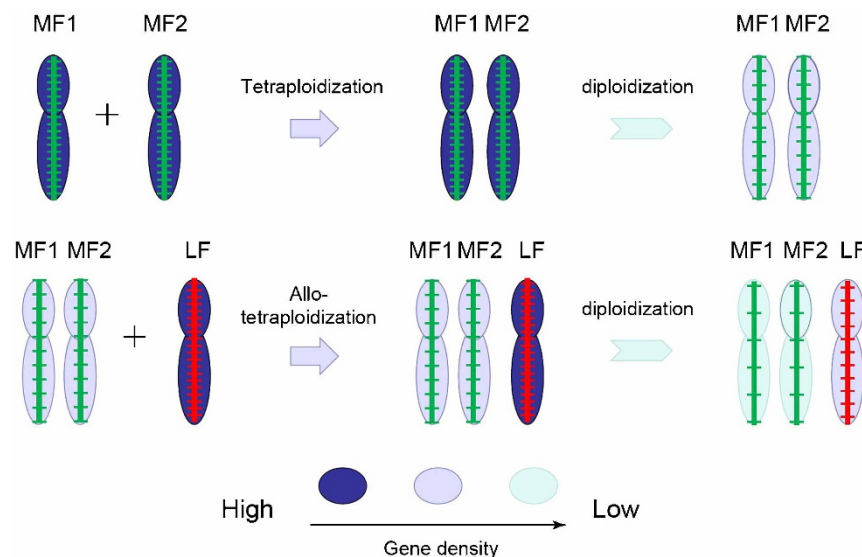 MF1 MF2 MF1 MF2 MF1 MF2
+ Tetraploidization diploidization
MF1 MF2 LF MF1 MF2 LF MF1 MF2 LF
Allo-
tetraploidization diploidization
+
High Low
Gene density